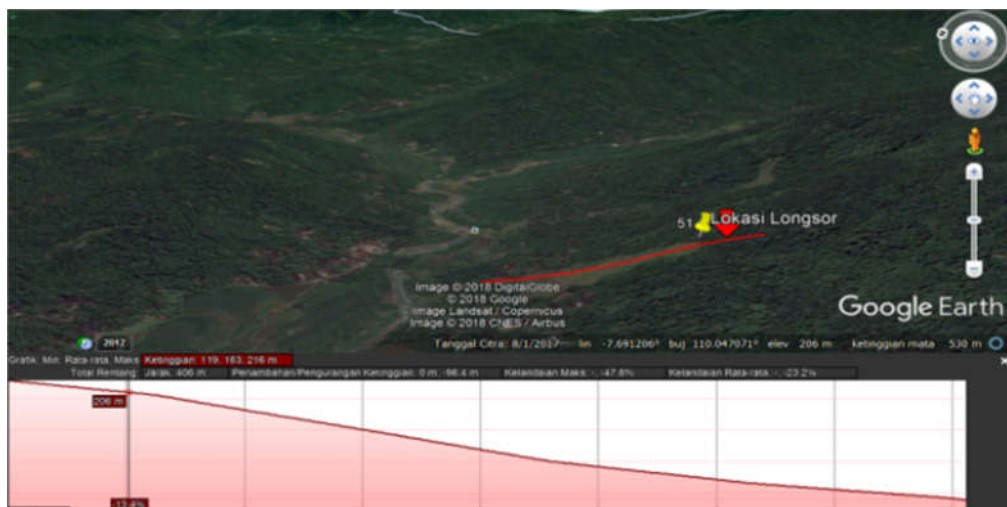 51
Lokasi Longsor
Image © 2018 DigitalGlobe
© 2018 Google
Image Landsat / Copernicus
Image © 2018 CNES / Airbus
Google Earth
2012
Tanggal Citra: 8/1/2017 lin -7.691206° buj 110.047071° elev 206 m ketinggian mata 530 m
Grafik: Min, Rata-rata, Maks Ketinggian: 119, 163, 216 m
Total Rentang: Jarak: 406 m Penambahan/Pengurangan Ketinggian: 0 m, -96.4 m Kelandaian Maks: -, -47.6% Kelandaian Rata-rata: -, -23.2%
206 m